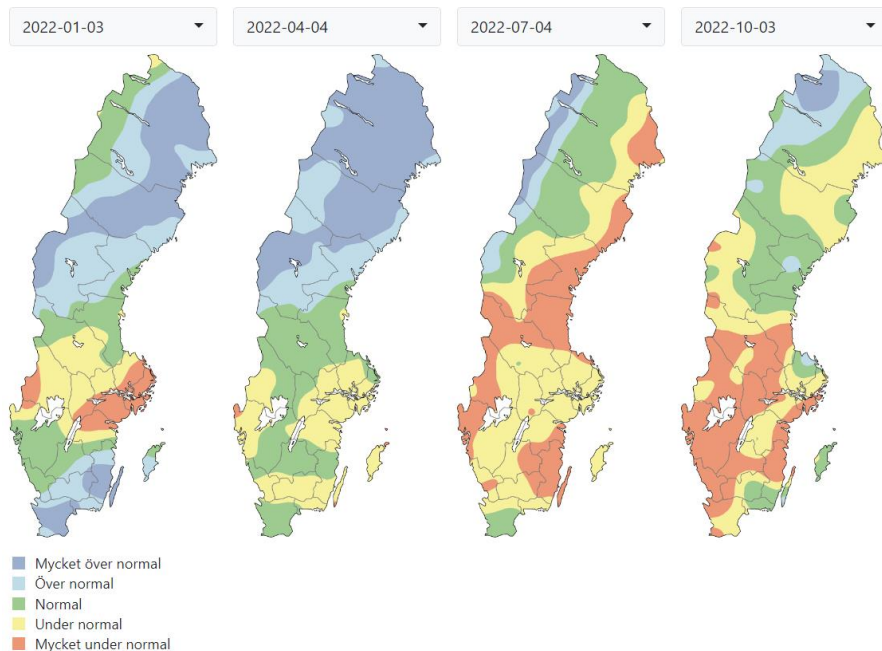 2022-01-03
2022-04-04
2022-07-04
2022-10-03
Mycket över normal
Över normal
Normal
Under normal
Mycket under normal